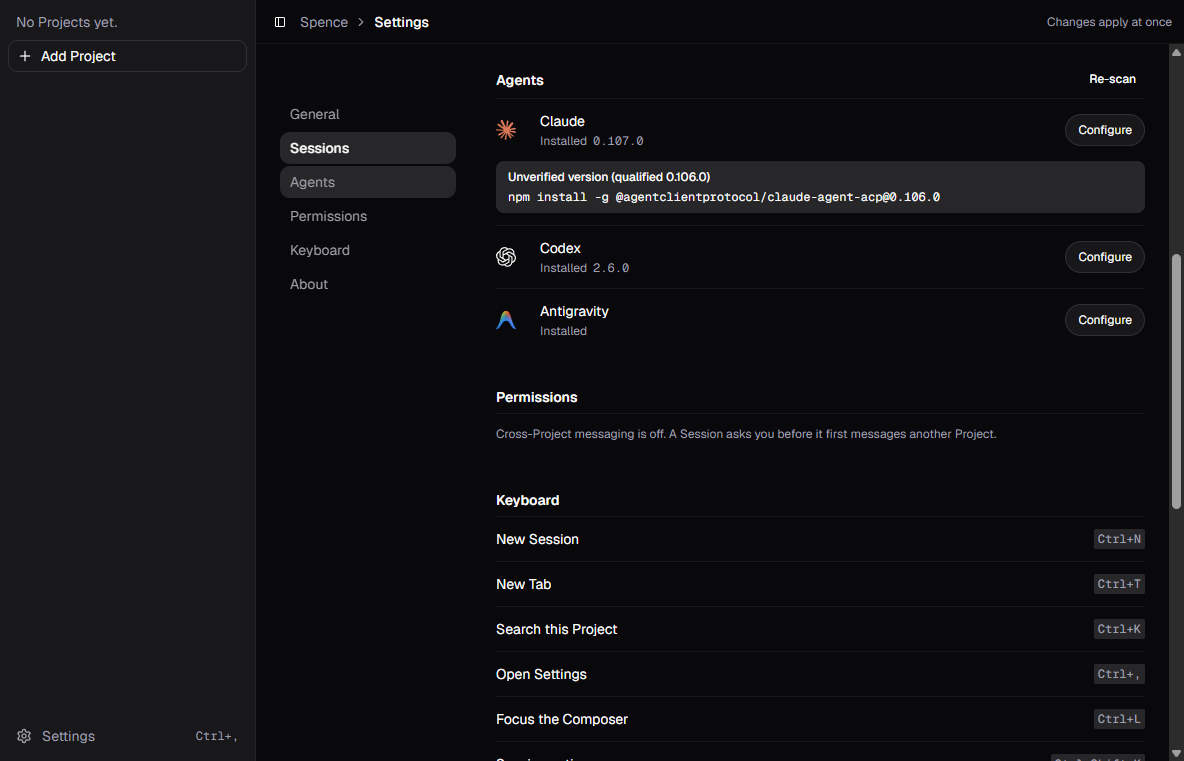 No Projects yet.
Add Project
Spence > Settings
Changes apply at once
General
Sessions
Agents
Permissions
Keyboard
About
Agents
Re-scan
Claude
Installed 0.107.0
Configure
Unverified version (qualified 0.106.0)
npm install -g @agentclientprotocol/claude-agent-acp@0.106.0
Codex
Installed 2.6.0
Configure
Antigravity
Installed
Configure
Permissions
Cross-Project messaging is off. A Session asks you before it first messages another Project.
Keyboard
New Session Ctrl+N
New Tab Ctrl+T
Search this Project Ctrl+K
Open Settings Ctrl+,
Focus the Composer Ctrl+L
Settings Ctrl+,